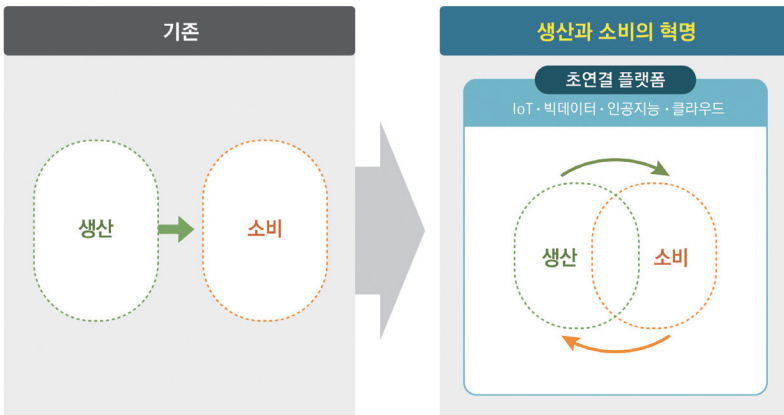 기존
생산
소비
생산과 소비의 혁명
초연결 플랫폼
IoT · 빅데이터 · 인공지능 · 클라우드
생산
소비